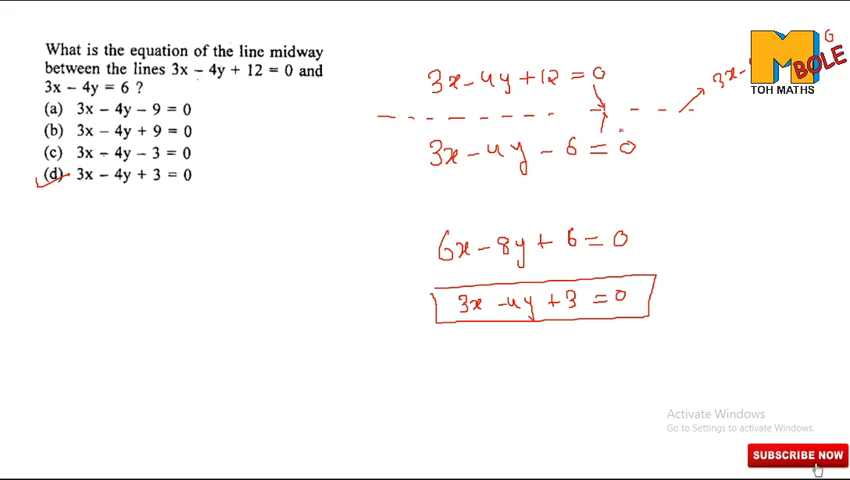 What is the equation of the line midway
between the lines 3x − 4y + 12 = 0 and
3x − 4y = 6 ?
(a) 3x − 4y − 9 = 0
(b) 3x − 4y + 9 = 0
(c) 3x − 4y − 3 = 0
(d) 3x − 4y + 3 = 0
3x - 4y + 12 = 0
3x - 4y - 6 = 0
6x - 8y + 6 = 0
3x - 4y + 3 = 0
3x -
G
M BOLE
TOH MATHS
Activate Windows
Go to Settings to activate Windows.
SUBSCRIBE NOW